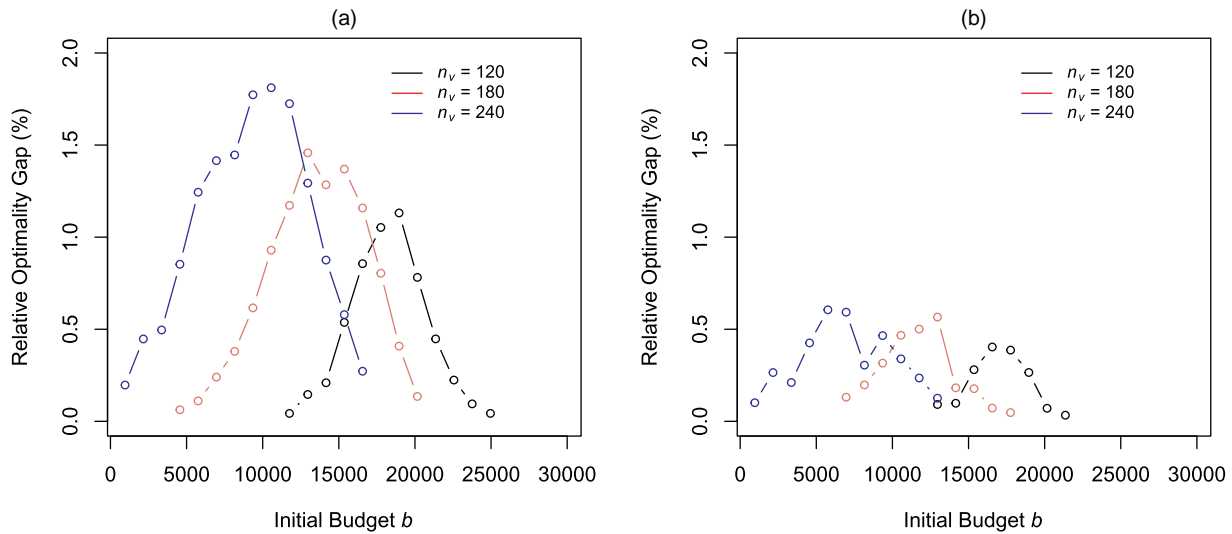 (a)
Relative Optimality Gap (%)
2.0
1.5
1.0
0.5
0.0
n_v = 120
n_v = 180
n_v = 240
0 5000 10000 15000 20000 25000 30000
Initial Budget b
(b)
Relative Optimality Gap (%)
2.0
1.5
1.0
0.5
0.0
n_v = 120
n_v = 180
n_v = 240
0 5000 10000 15000 20000 25000 30000
Initial Budget b